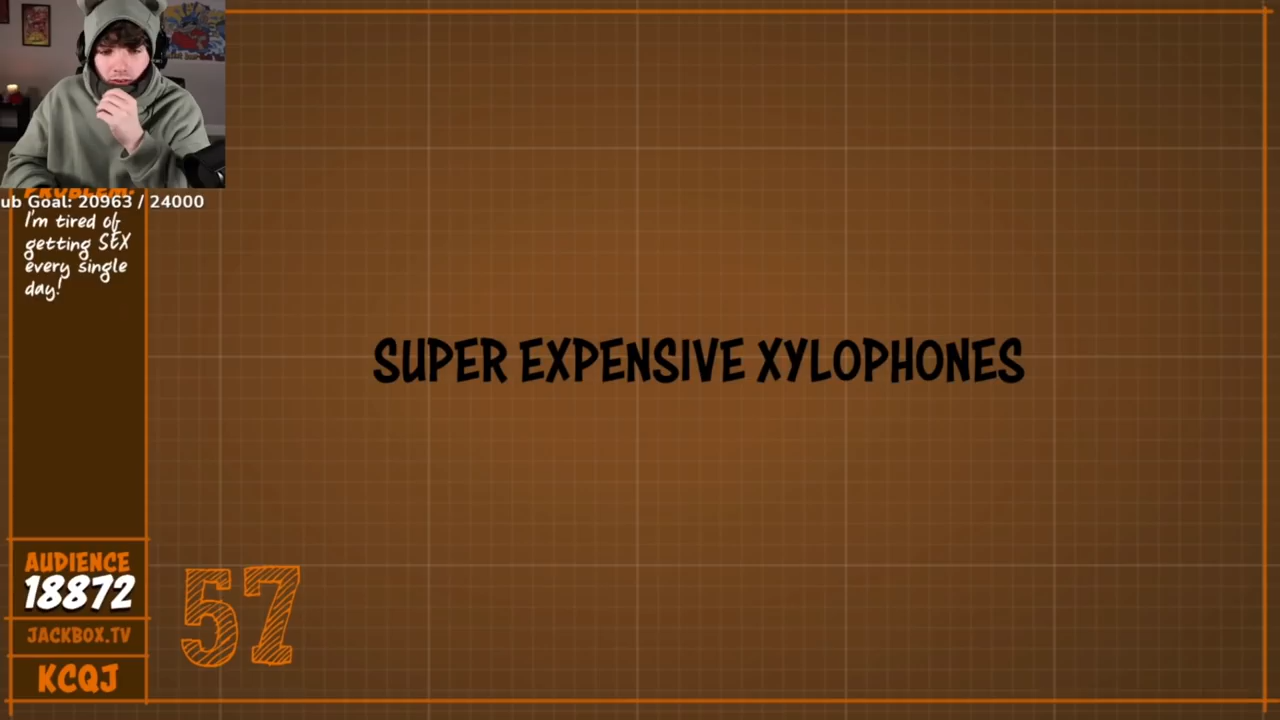 PROBLEM:
ub Goal: 20963 / 24000
I'm tired of
getting SEX
every single
day!
SUPER EXPENSIVE XYLOPHONES
AUDIENCE
18872
JACKBOX.TV
KCQJ
57